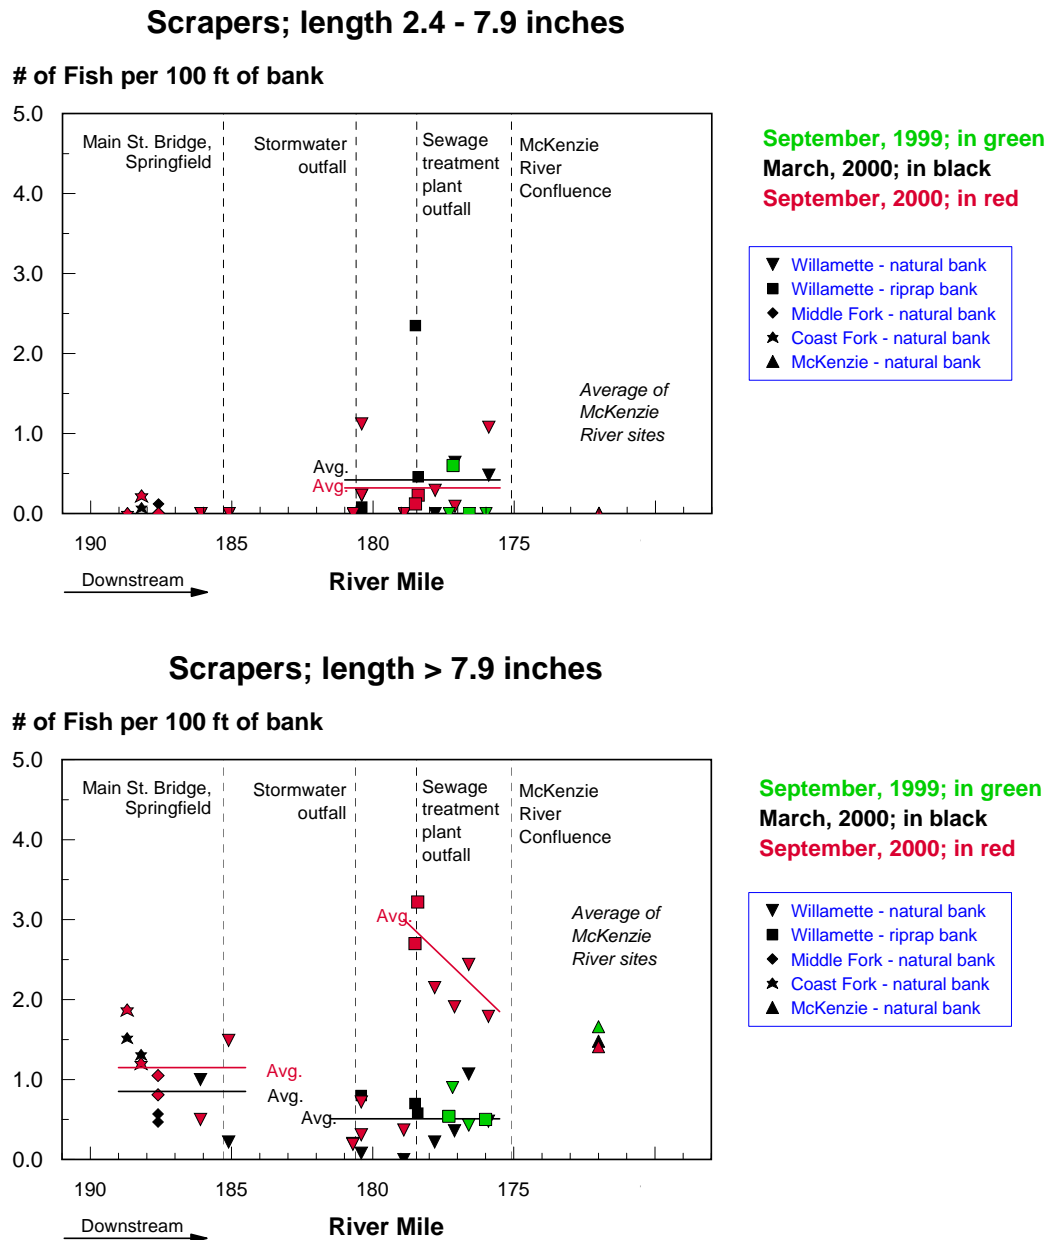 Scrapers; length 2.4 - 7.9 inches
# of Fish per 100 ft of bank
5.0
4.0
3.0
2.0
1.0
0.0
Main St. Bridge,
Springfield
Stormwater
outfall
Sewage
treatment
plant
outfall
McKenzie
River
Confluence
Average of
McKenzie
River sites
Avg.
Avg.
190
185
180
175
Downstream
River Mile
September, 1999; in green
March, 2000; in black
September, 2000; in red
Willamette - natural bank
Willamette - riprap bank
Middle Fork - natural bank
Coast Fork - natural bank
McKenzie - natural bank
Scrapers; length > 7.9 inches
# of Fish per 100 ft of bank
5.0
4.0
3.0
2.0
1.0
0.0
Main St. Bridge,
Springfield
Stormwater
outfall
Sewage
treatment
plant
outfall
McKenzie
River
Confluence
Avg.
Average of
McKenzie
River sites
Avg.
Avg.
Avg.
190
185
180
175
Downstream
River Mile
September, 1999; in green
March, 2000; in black
September, 2000; in red
Willamette - natural bank
Willamette - riprap bank
Middle Fork - natural bank
Coast Fork - natural bank
McKenzie - natural bank